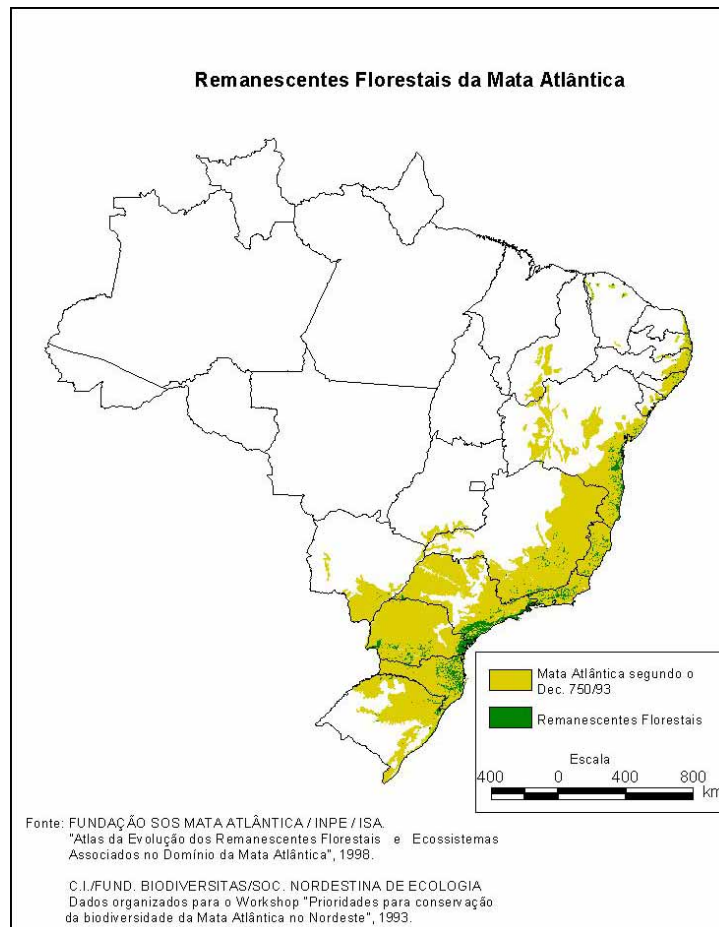 Remanescentes Florestais da Mata Atlântica
Mata Atlântica segundo o
Dec. 750/93
Remanescentes Florestais
Escala
400 0 400 800
km
Fonte: FUNDAÇÃO SOS MATA ATLÂNTICA / INPE / ISA.
"Atlas da Evolução dos Remanescentes Florestais e Ecossistemas
Associados no Domínio da Mata Atlântica", 1998.
C.I./FUND. BIODIVERSITAS/SOC. NORDESTINA DE ECOLOGIA
Dados organizados para o Workshop "Prioridades para conservação
da biodiversidade da Mata Atlântica no Nordeste", 1993.